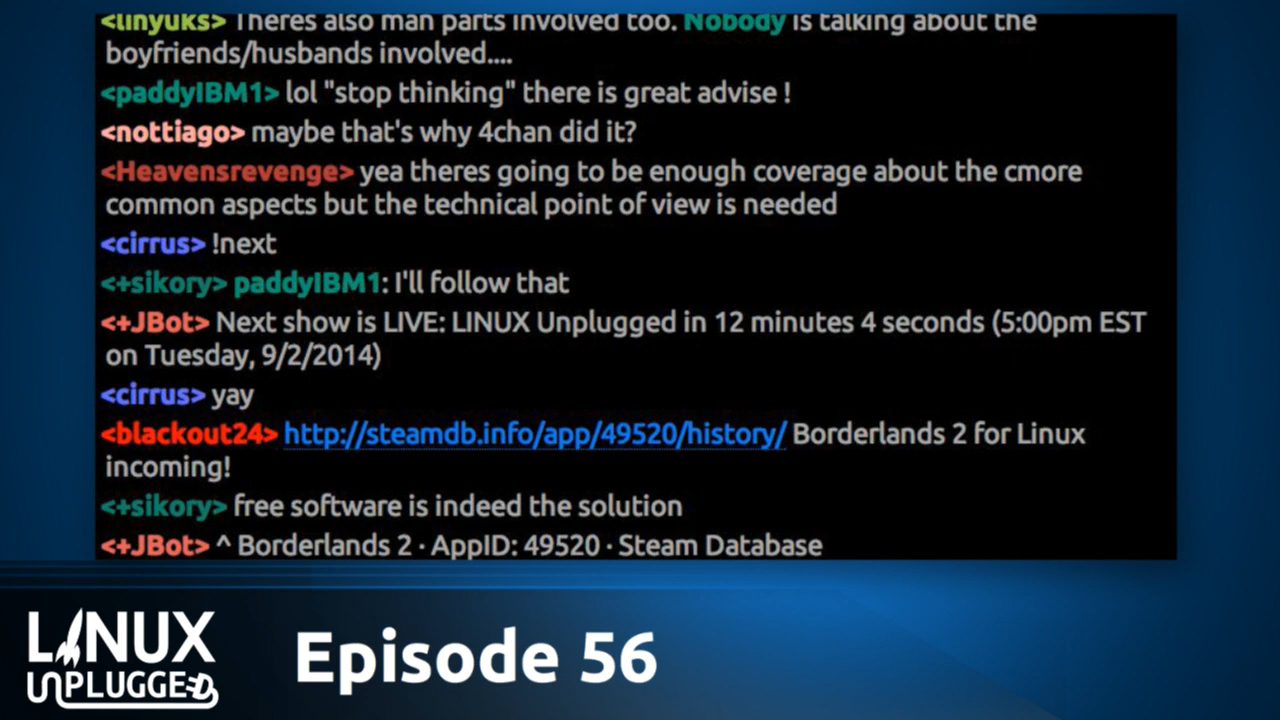 <linyuks> Theres also man parts involved too. Nobody is talking about the
boyfriends/husbands involved....
<paddyIBM1> lol "stop thinking" there is great advise !
<nottiago> maybe that's why 4chan did it?
<Heavensrevenge> yea theres going to be enough coverage about the cmore
common aspects but the technical point of view is needed
<cirrus> !next
<+sikory> paddyIBM1: I'll follow that
<+JBot> Next show is LIVE: LINUX Unplugged in 12 minutes 4 seconds (5:00pm EST
on Tuesday, 9/2/2014)
<cirrus> yay
<blackout24> http://steamdb.info/app/49520/history/ Borderlands 2 for Linux
incoming!
<+sikory> free software is indeed the solution
<+JBot> ^ Borderlands 2 · AppID: 49520 · Steam Database
LINUX
UNPLUGGED
Episode 56